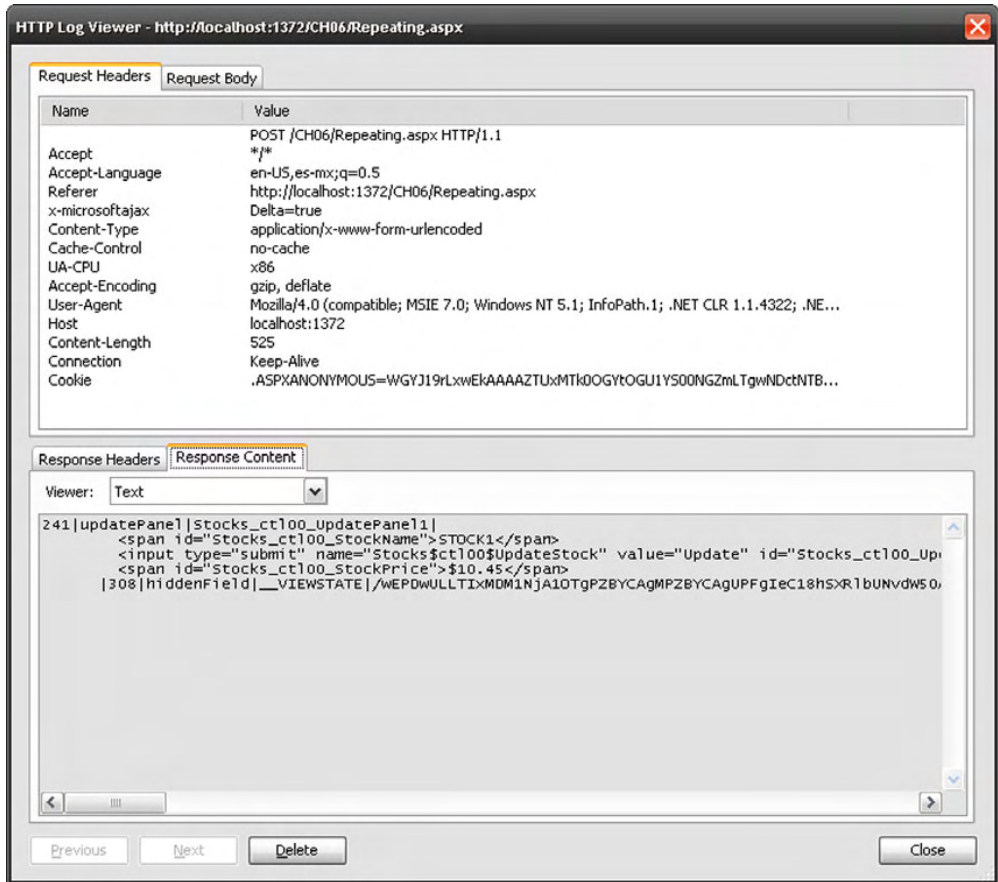 HTTP Log Viewer - http://localhost:1372/CH06/Repeating.aspx
Request Headers Request Body
Name Value
POST /CH06/Repeating.aspx HTTP/1.1
Accept */*
Accept-Language en-US,es-mx;q=0.5
Referer http://localhost:1372/CH06/Repeating.aspx
x-microsoftajax Delta=true
Content-Type application/x-www-form-urlencoded
Cache-Control no-cache
UA-CPU x86
Accept-Encoding gzip, deflate
User-Agent Mozilla/4.0 (compatible; MSIE 7.0; Windows NT 5.1; InfoPath.1; .NET CLR 1.1.4322; .NE...
Host localhost:1372
Content-Length 525
Connection Keep-Alive
Cookie .ASPXANONYMOUS=WGYJ19rLxwEkAAAAZTUxMTk0OGYtOGU1YS00NGZmLTgwNDctNTB...
Response Headers Response Content
Viewer: Text
241|updatePanel|Stocks_ctl00_UpdatePanel1|
<span id="Stocks_ctl00_StockName">STOCK1</span>
<input type="submit" name="Stocks$ctl00$UpdateStock" value="Update" id="Stocks_ctl00_Up
<span id="Stocks_ctl00_StockPrice">$10.45</span>
|308|hiddenField|__VIEWSTATE|/wEPDwULLTIxMDM1NjA1OTgPZBYCAgMPZBYCAgUPFgIeC18hSXRlbUNvdW50
Previous Next Delete Close